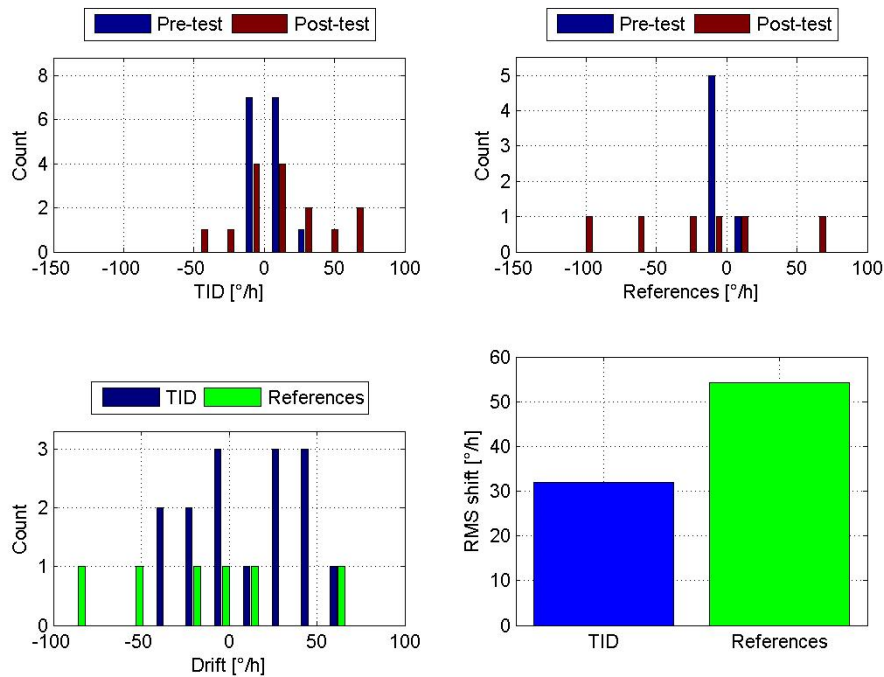 Pre-test Post-test
Count
8
6
4
2
0
-150 -100 -50 0 50 100
TID [°/h]
Pre-test Post-test
Count
5
4
3
2
1
0
-150 -100 -50 0 50 100
References [°/h]
TID References
Count
3
2
1
0
-100 -50 0 50 100
Drift [°/h]
RMS shift [°/h]
60
50
40
30
20
10
0
TID References